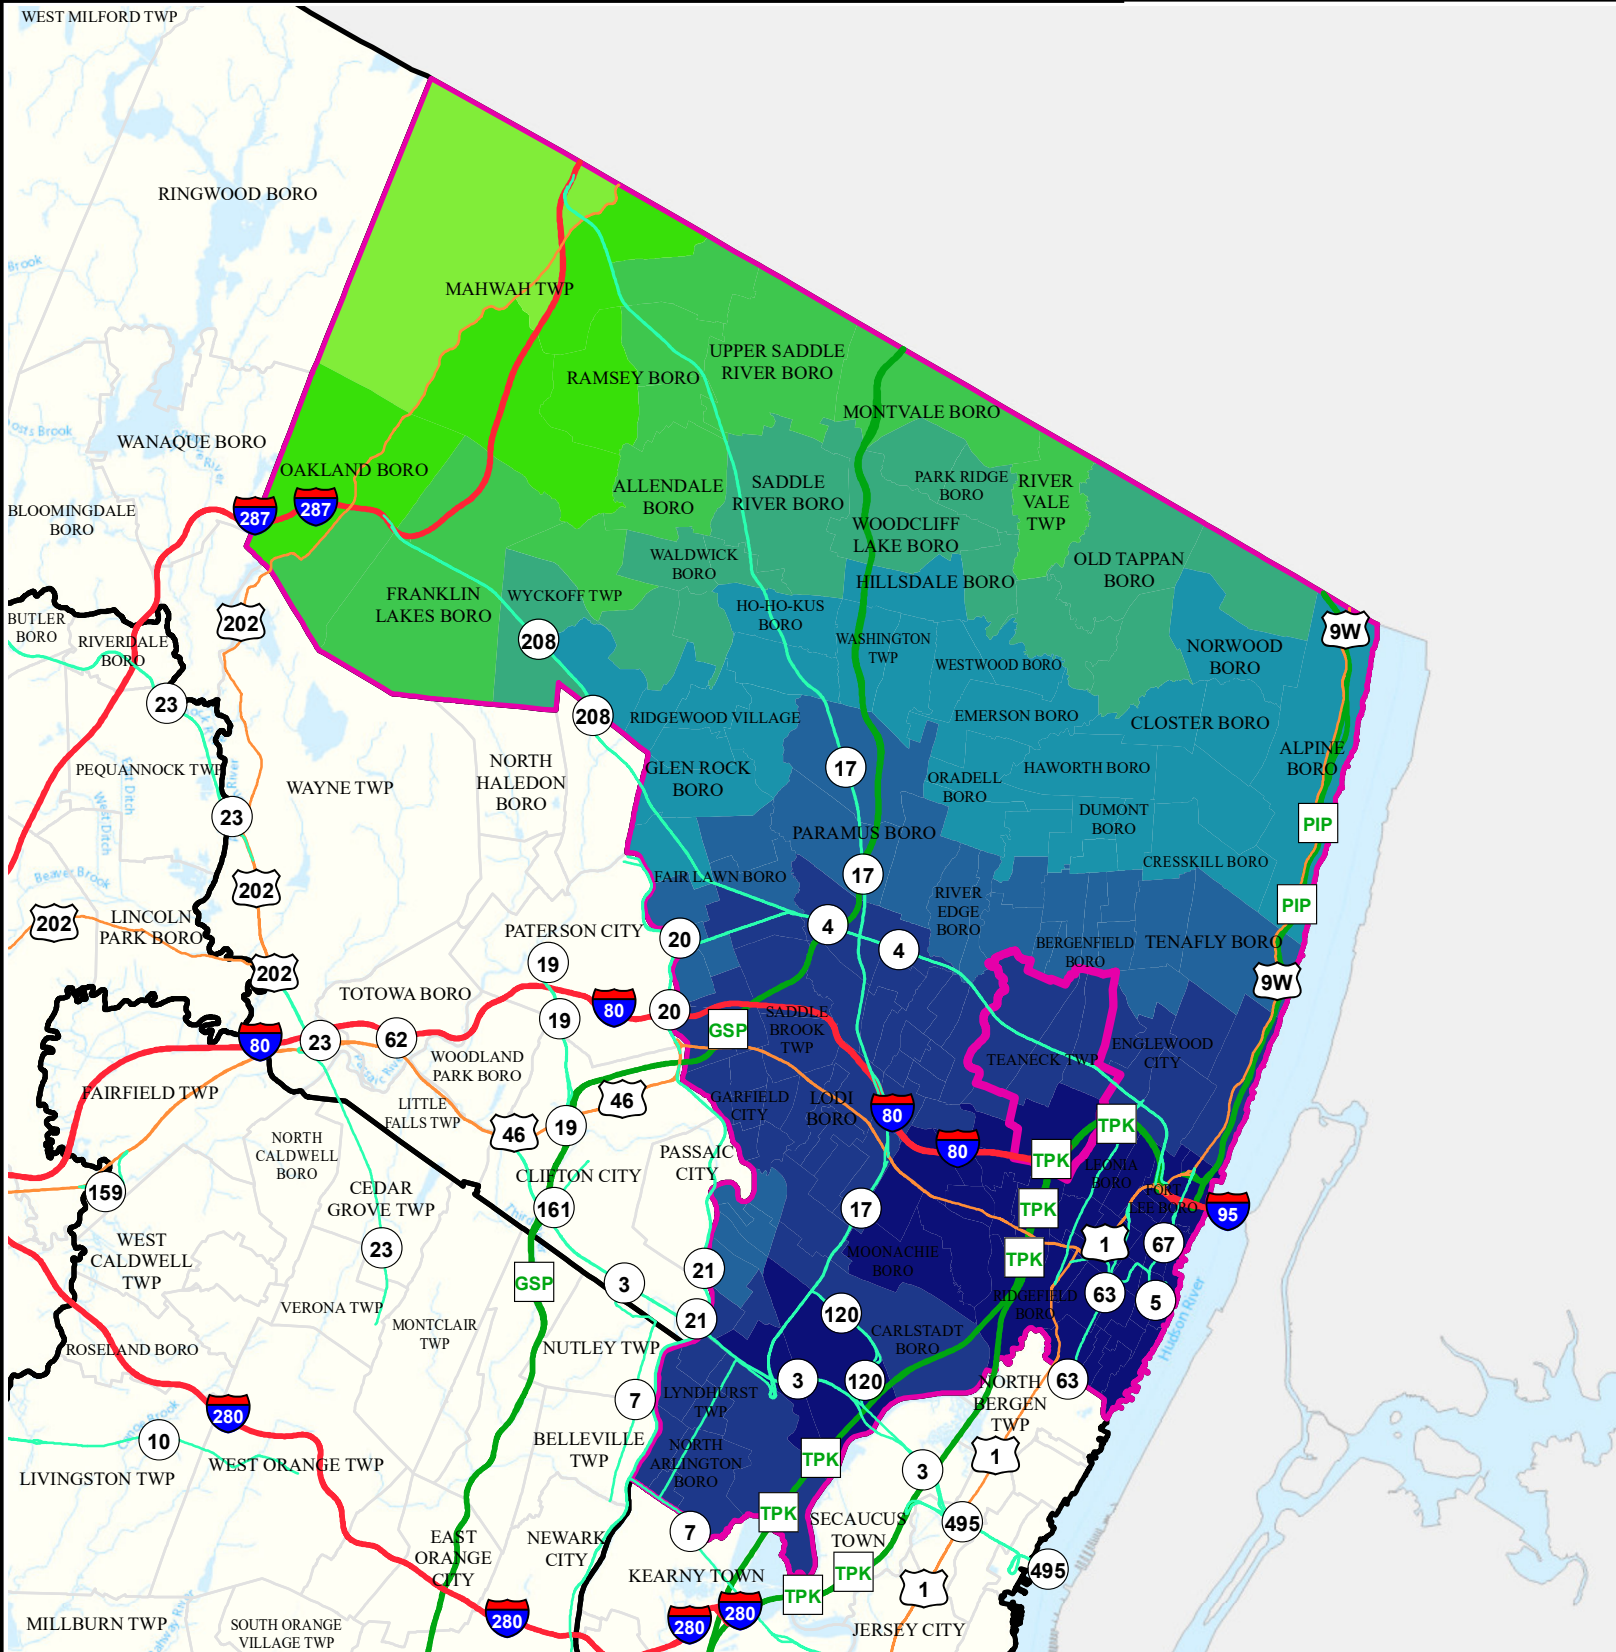 WEST MILFORD TWP
RINGWOOD BORO
MAHWAH TWP
UPPER SADDLE
RIVER BORO
RAMSEY BORO
MONTVALE BORO
Brook
Brook
WANAQUE BORO
River
OAKLAND BORO
PARK RIDGE
BORO
RIVER
VALE
TWP
ALLENDALE
BORO
SADDLE
RIVER BORO
BLOOMINGDALE
BORO
287
287
WOODCLIFF
LAKE BORO
WALDWICK
BORO
OLD TAPPAN
BORO
HILLSDALE BORO
FRANKLIN
LAKES BORO
WYCKOFF TWP
HO-HO-KUS
BORO
BUTLER
BORO
RIVERDALE
BORO
202
208
WASHINGTON
TWP
WESTWOOD BORO
NORWOOD
BORO
9W
23
208
RIDGEWOOD VILLAGE
EMERSON BORO
CLOSTER BORO
PEQUANNOCK TWP
River
Ditch
West Ditch
WAYNE TWP
NORTH
HALEDON
BORO
GLEN ROCK
BORO
17
ORADELL
BORO
HAWORTH BORO
ALPINE
BORO
23
DUMONT
BORO
PIP
PARAMUS BORO
Beaver Brook
202
FAIR LAWN BORO
17
CRESSKILL BORO
202
LINCOLN
PARK BORO
PATERSON CITY
20
4
4
RIVER
EDGE
BORO
PIP
BERGENFIELD
BORO
TENAFLY BORO
202
19
9W
TOTOWA BORO
80
19
20
GSP
SADDLE
BROOK
TWP
80
23
62
WOODLAND
PARK BORO
TEANECK TWP
ENGLEWOOD
CITY
FAIRFIELD TWP
LITTLE
FALLS TWP
46
46
19
GARFIELD
CITY
LODI
BORO
80
80
TPK
TPK
NORTH
CALDWELL
BORO
CLIFTON CITY
PASSAIC
CITY
LEONIA
BORO
FORT
LEE BORO
159
CEDAR
GROVE TWP
161
17
TPK
95
WEST
CALDWELL
TWP
23
GSP
21
MOONACHIE
BORO
TPK
1
67
3
VERONA TWP
MONTCLAIR
TWP
21
120
RIDGEFIELD
BORO
63
5
Hudson River
ROSELAND BORO
NUTLEY TWP
CARLSTADT
BORO
3
120
63
LYNDHURST
TWP
7
NORTH
BERGEN
TWP
280
10
BELLEVILLE
TWP
NORTH
ARLINGTON
BORO
TPK
3
1
LIVINGSTON TWP
WEST ORANGE TWP
TPK
SECAUCUS
TOWN
495
7
EAST
ORANGE
CITY
NEWARK
CITY
KEARNY TOWN
TPK
TPK
495
1
280
280
280
MILLBURN TWP
SOUTH ORANGE
VILLAGE TWP
JERSEY CITY